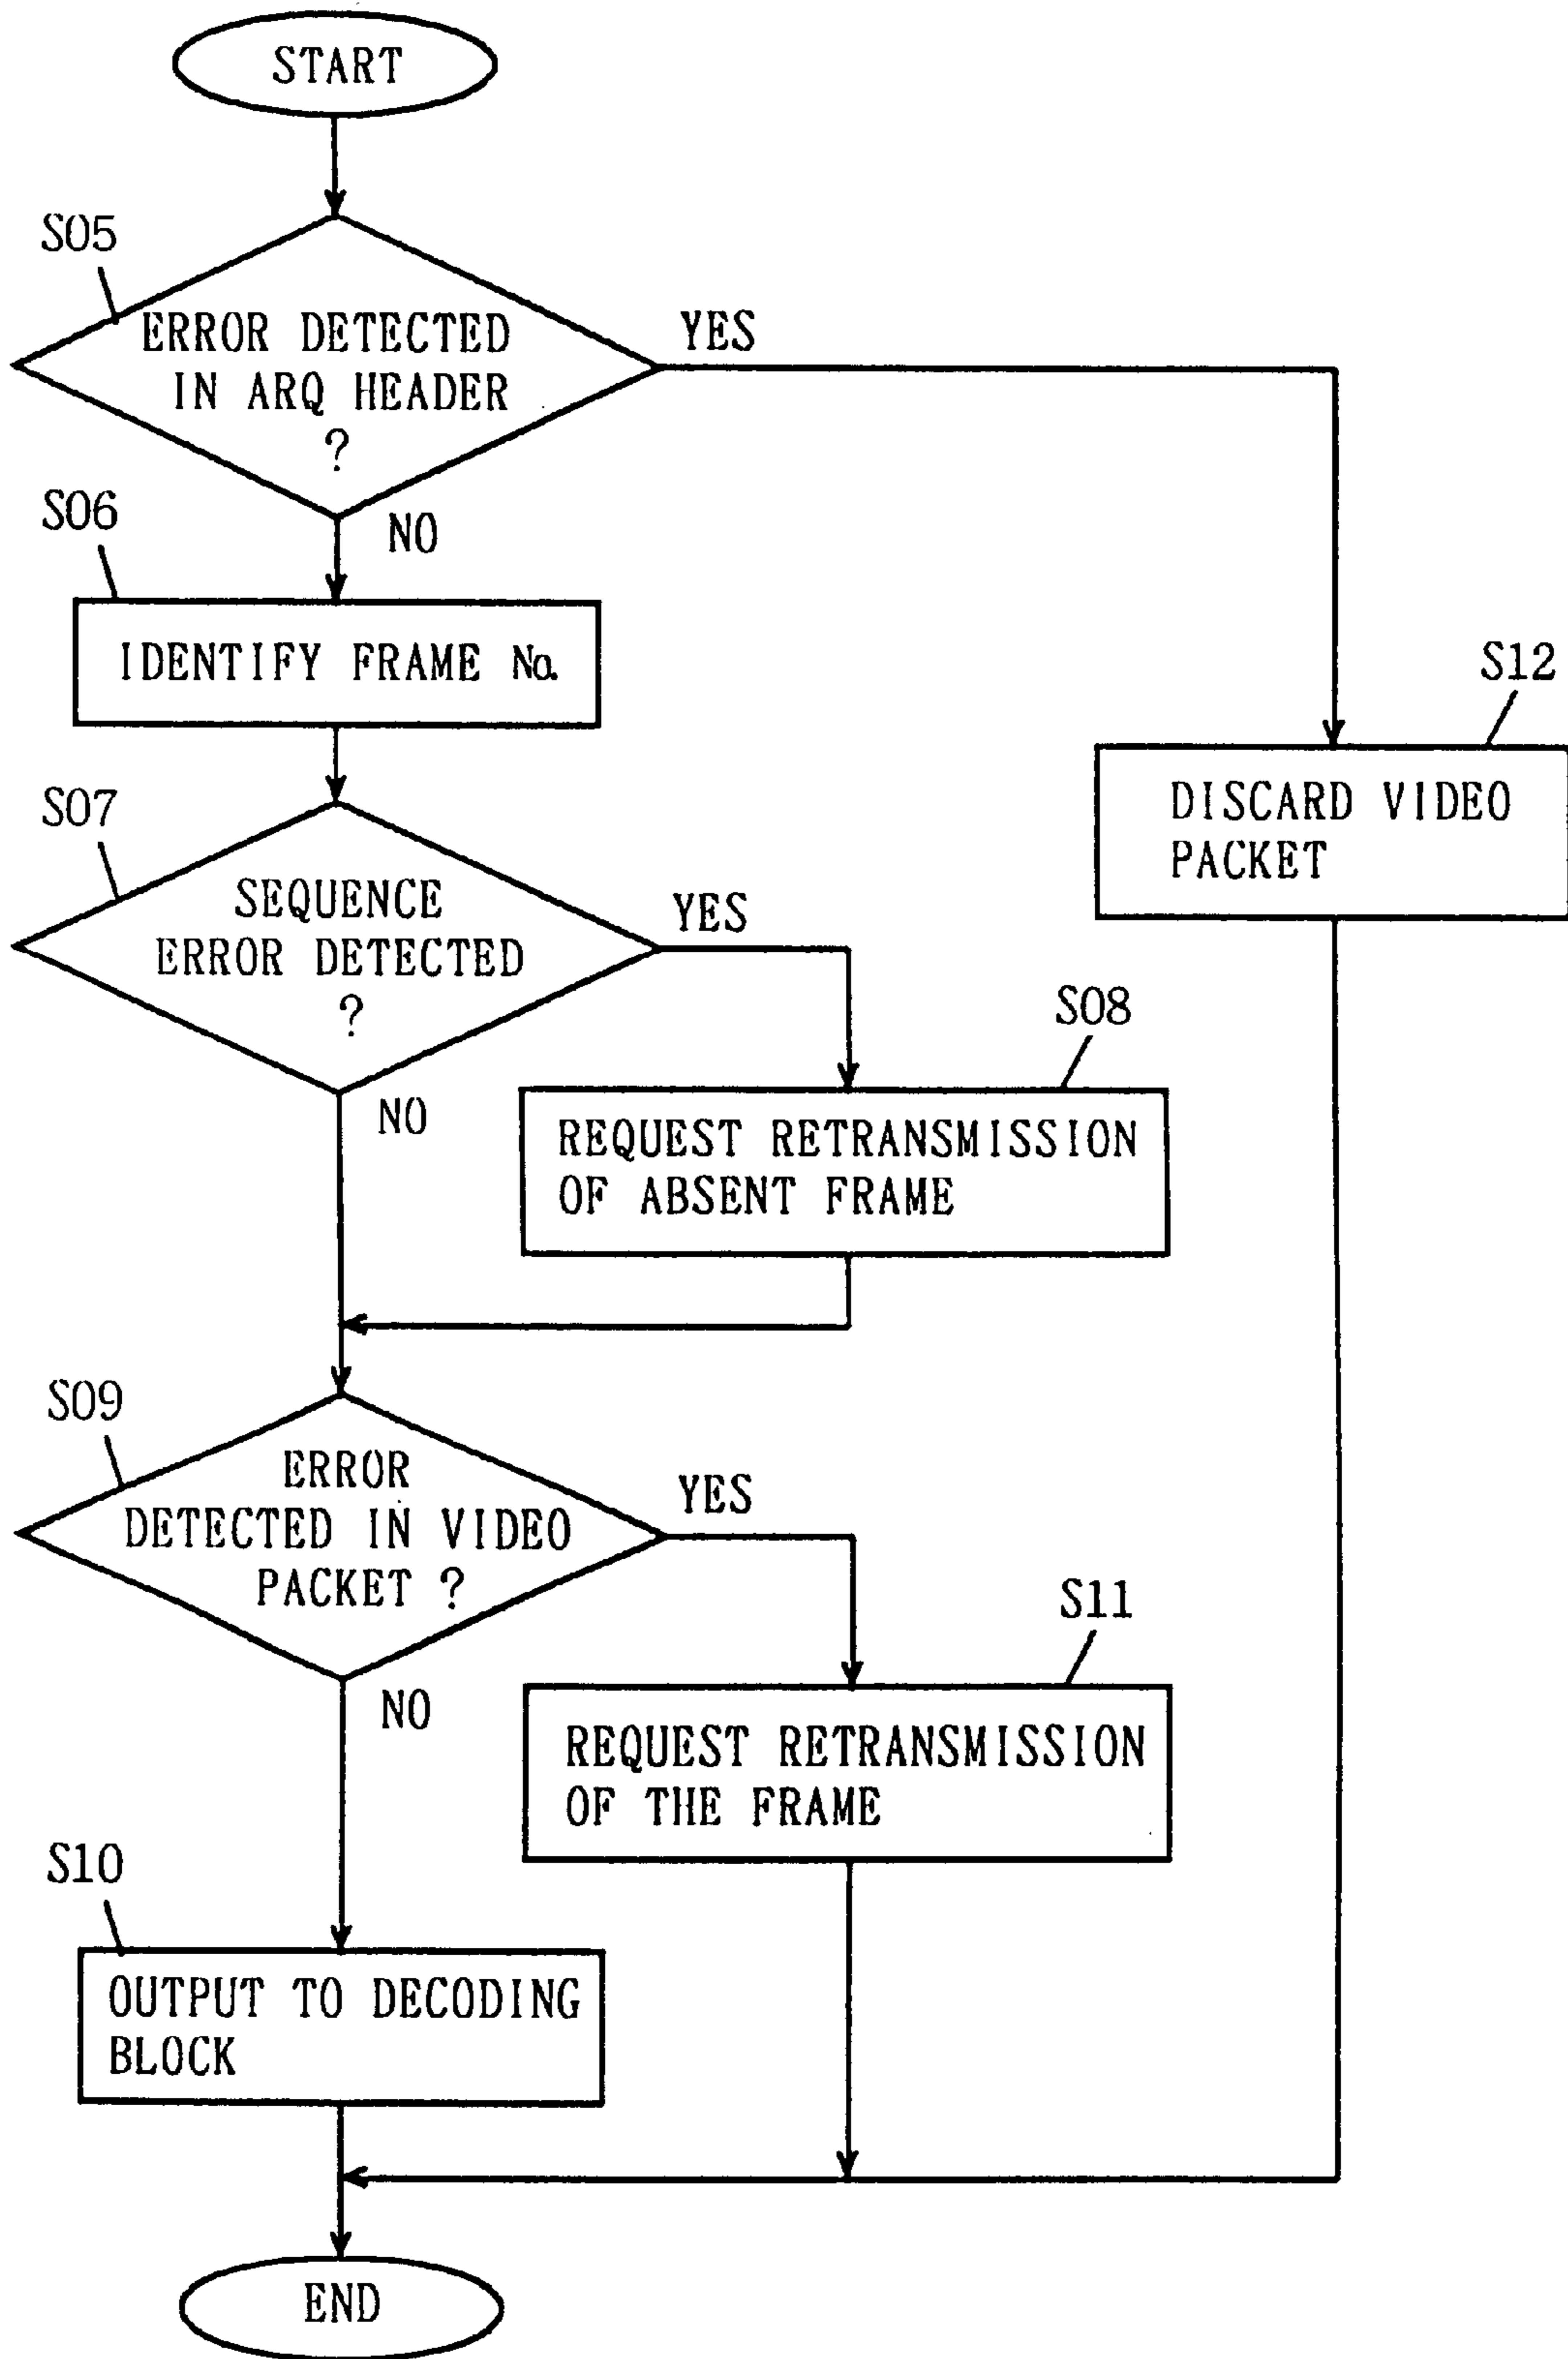 START
S05
ERROR DETECTED
IN ARQ HEADER
?
YES
NO
S06
IDENTIFY FRAME No.
S12
DISCARD VIDEO
PACKET
S07
SEQUENCE
ERROR DETECTED
?
YES
NO
S08
REQUEST RETRANSMISSION
OF ABSENT FRAME
S09
ERROR
DETECTED IN VIDEO
PACKET ?
YES
NO
S11
REQUEST RETRANSMISSION
OF THE FRAME
S10
OUTPUT TO DECODING
BLOCK
END